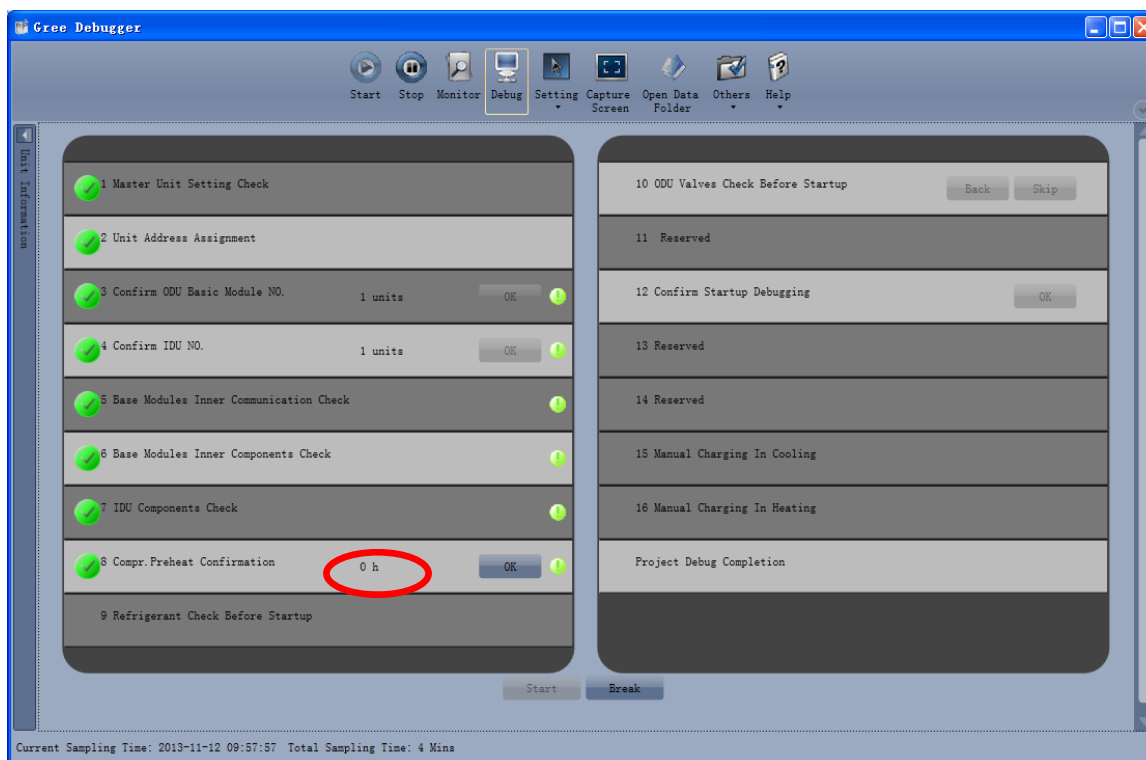 Gree Debugger
Start Stop Monitor Debug Setting Capture Screen Open Data Folder Others Help
Unit Information
1 Master Unit Setting Check
2 Unit Address Assignment
3 Confirm ODU Basic Module NO. 1 units OK
4 Confirm IDU NO. 1 units OK
5 Base Modules Inner Communication Check
6 Base Modules Inner Components Check
7 IDU Components Check
8 Compr.Preheat Confirmation 0 h OK
9 Refrigerant Check Before Startup
10 ODU Valves Check Before Startup Back Skip
11 Reserved
12 Confirm Startup Debugging OK
13 Reserved
14 Reserved
15 Manual Charging In Cooling
16 Manual Charging In Heating
Project Debug Completion
Start Break
Current Sampling Time: 2013-11-12 09:57:57 Total Sampling Time: 4 Mins